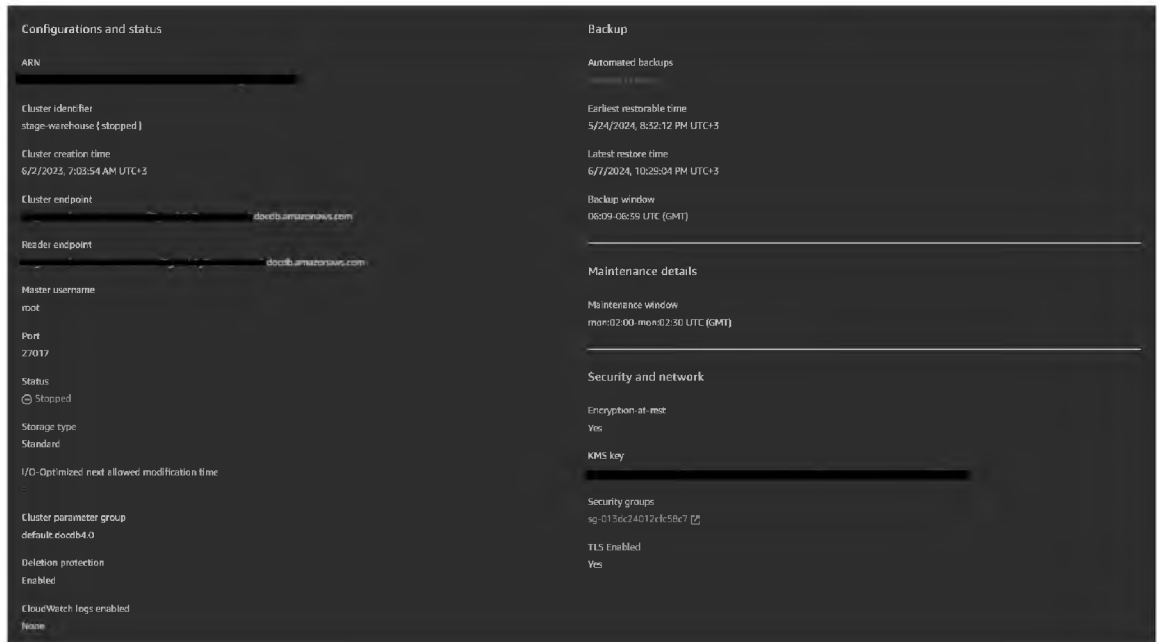 Configurations and status
ARN
Cluster identifier
stage-warehouse ( stopped )
Cluster creation time
6/2/2023, 7:03:54 AM UTC+3
Cluster endpoint
.docdb.amazonaws.com
Reader endpoint
docdb.amazonaws.com
Master username
root
Port
27017
Status
Stopped
Storage type
Standard
I/O-Optimized next allowed modification time
-
Cluster parameter group
default.docdb4.0
Deletion protection
Enabled
CloudWatch logs enabled
None
Backup
Automated backups
Earliest restorable time
5/24/2024, 8:32:12 PM UTC+3
Latest restore time
6/7/2024, 10:29:04 PM UTC+3
Backup window
06:09-06:39 UTC (GMT)
Maintenance details
Maintenance window
mon:02:00-mon:02:30 UTC (GMT)
Security and network
Encryption-at-rest
Yes
KMS key
Security groups
TLS Enabled
Yes